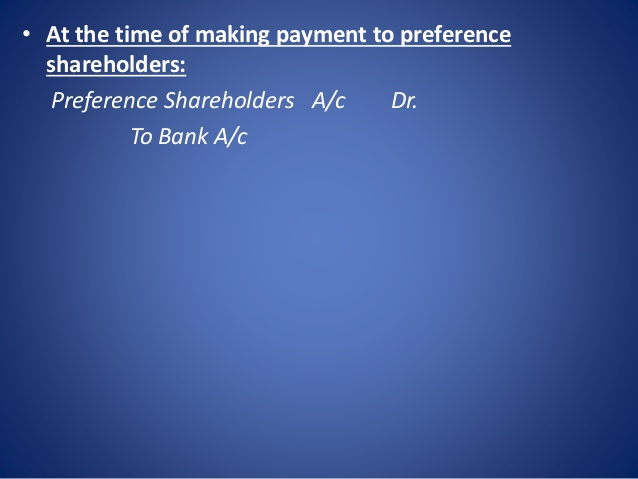 • At the time of making payment to preference
shareholders:
Preference Shareholders A/c Dr.
To Bank A/c